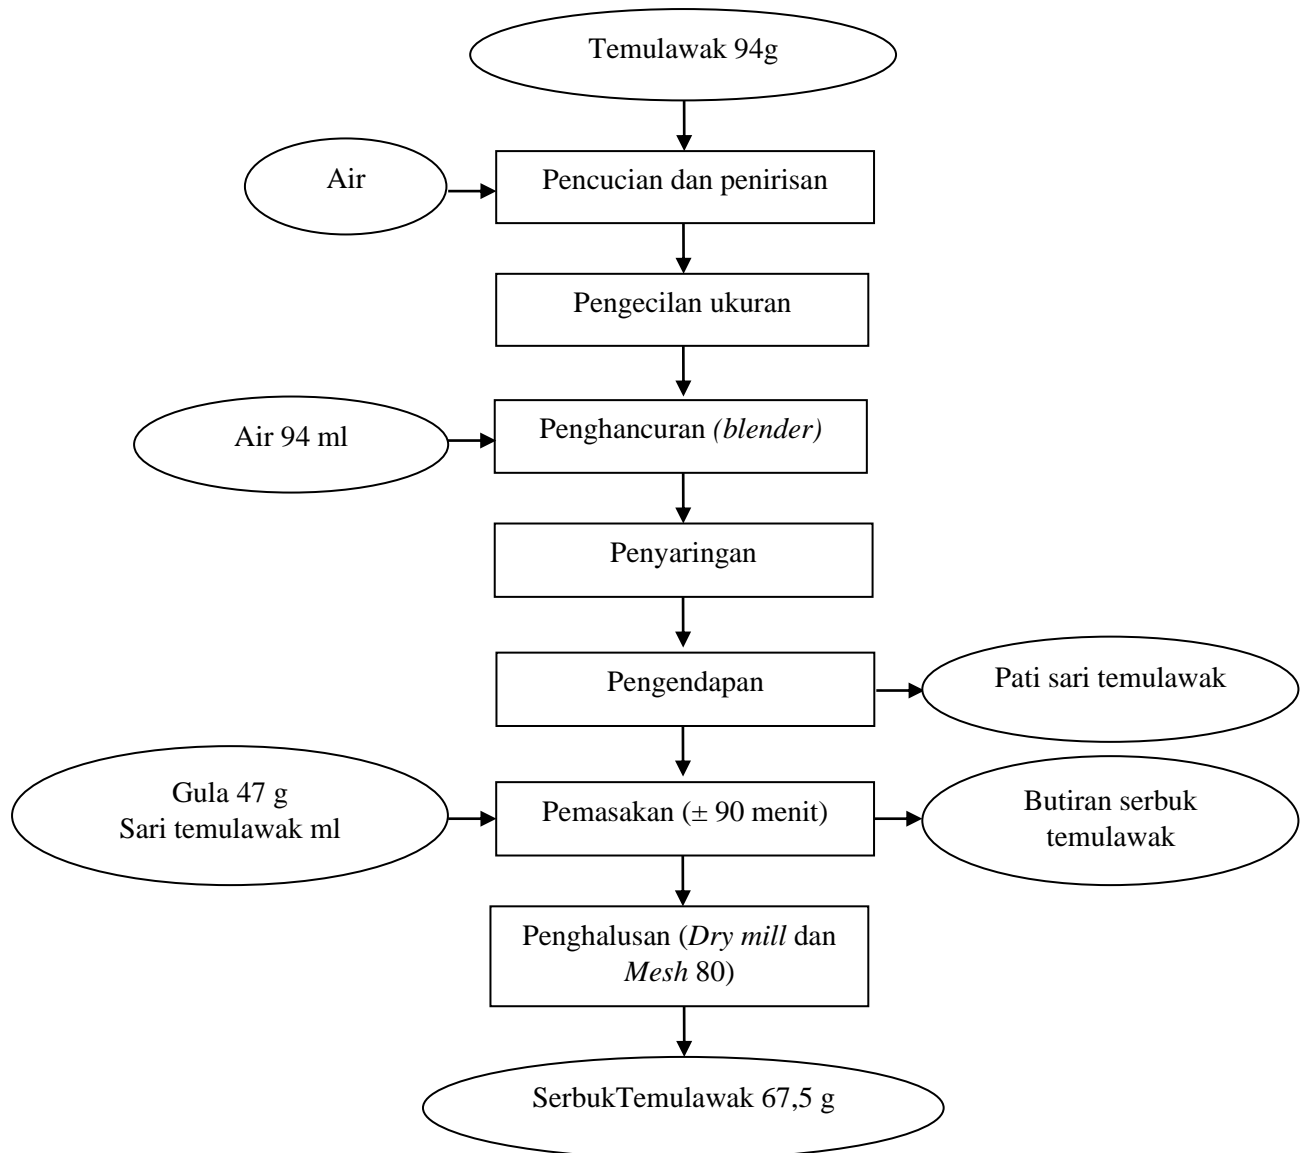 Temulawak 94g
Air
Pencucian dan penirisan
Pengecilan ukuran
Air 94 ml
Penghancuran (blender)
Penyaringan
Pengendapan
Pati sari temulawak
Gula 47 g
Sari temulawak ml
Pemasakan (± 90 menit)
Butiran serbuk
temulawak
Penghalusan (Dry mill dan
Mesh 80)
SerbukTemulawak 67,5 g